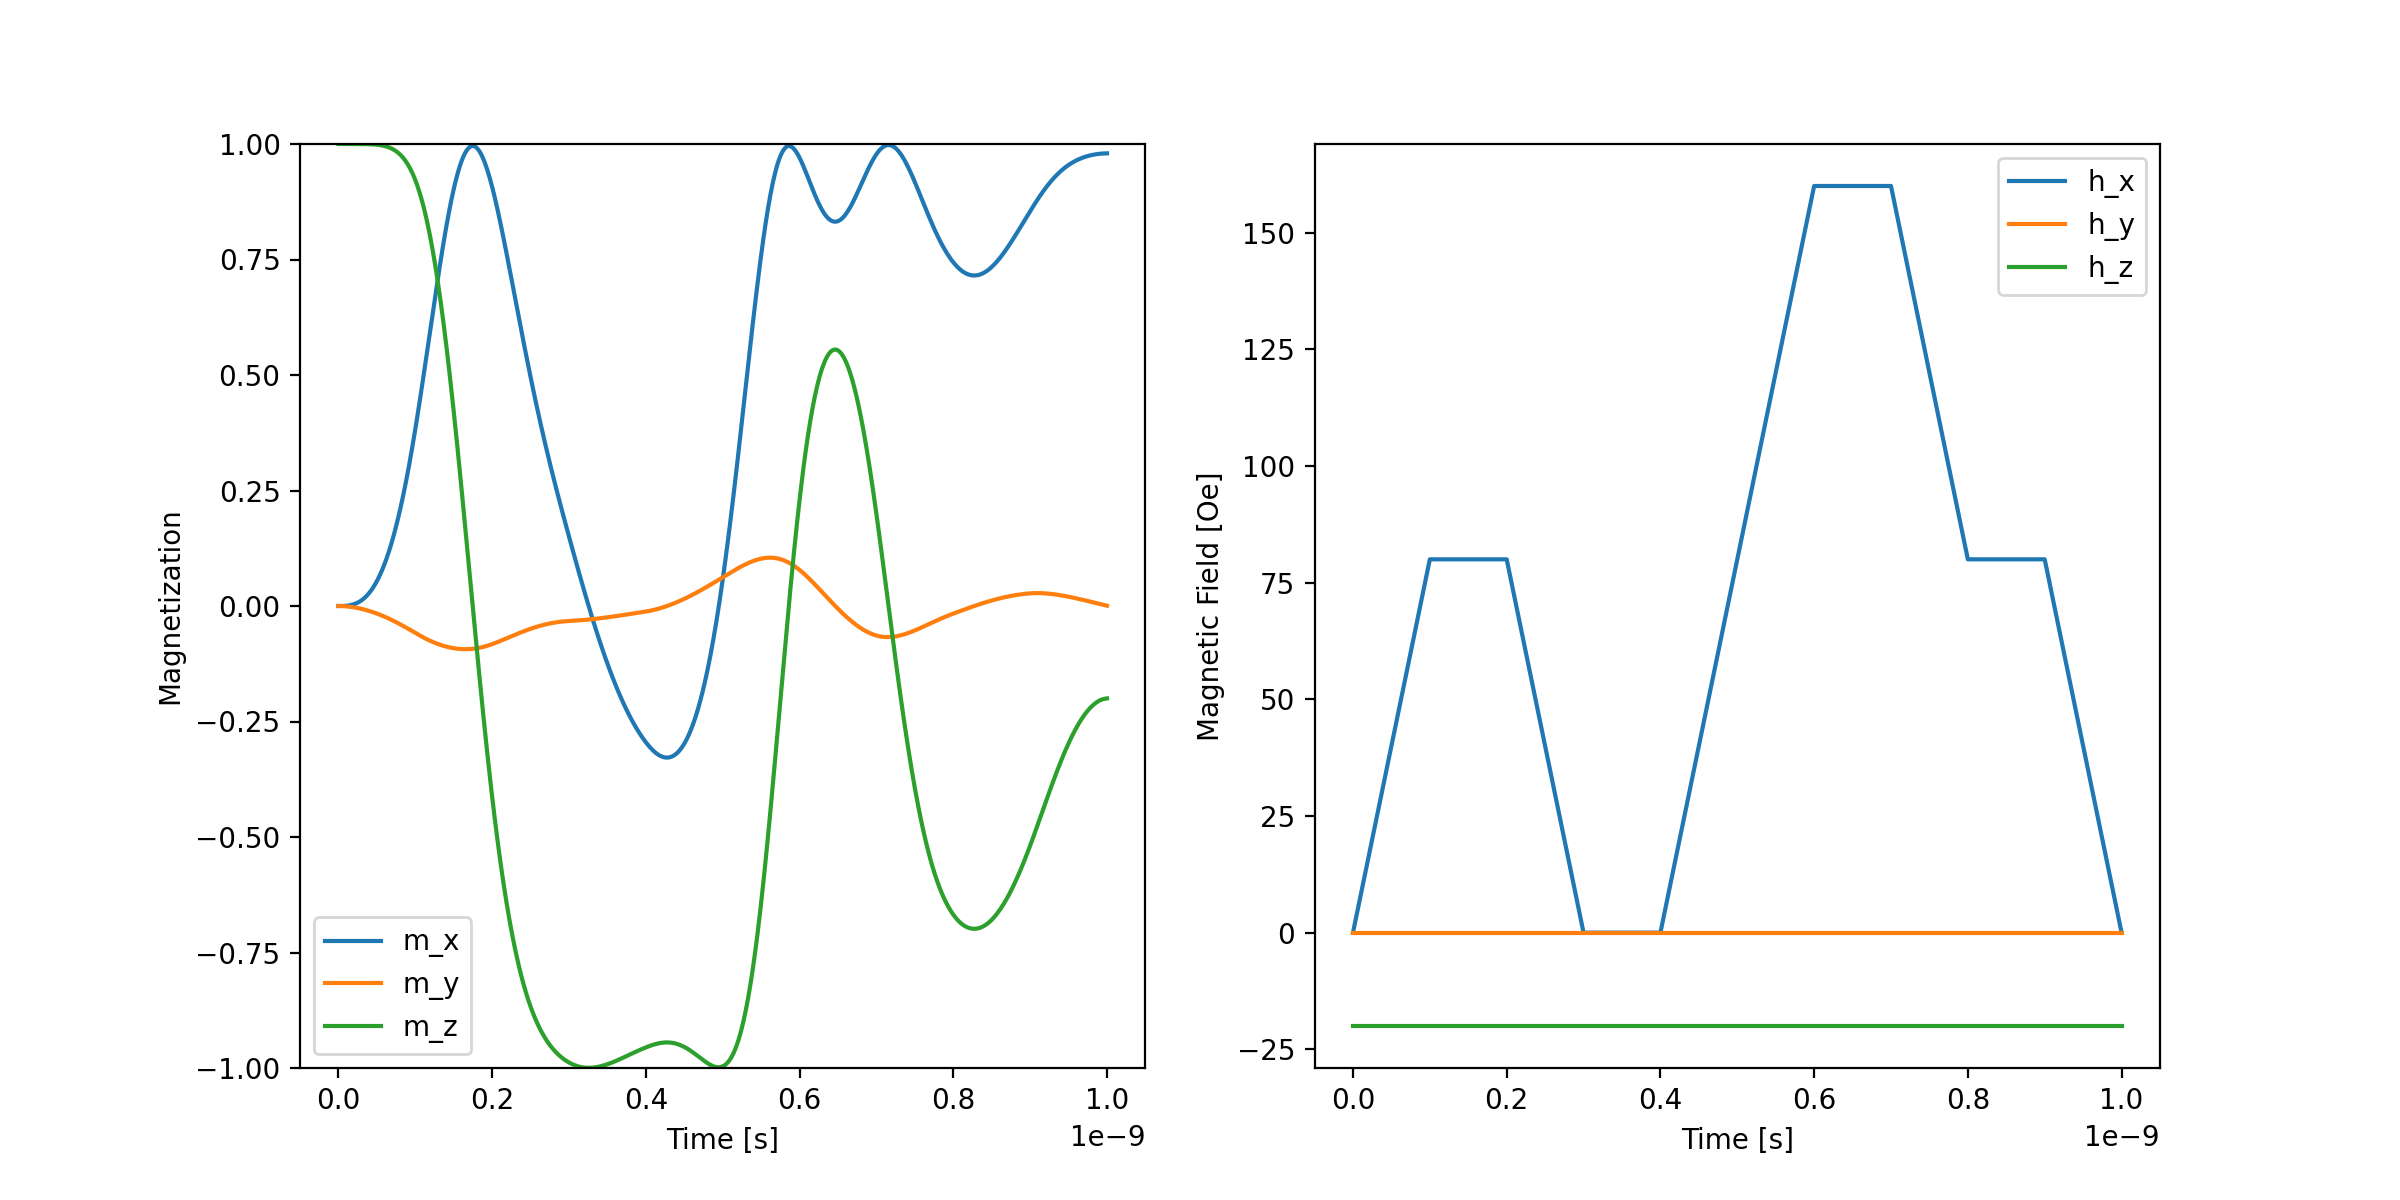 1.00
0.75
0.50
0.25
0.00
−0.25
−0.50
−0.75
−1.00
Magnetization
m_x
m_y
m_z
0.0 0.2 0.4 0.6 0.8 1.0
Time [s]
1e−9
150
125
100
75
50
25
0
−25
Magnetic Field [Oe]
h_x
h_y
h_z
0.0 0.2 0.4 0.6 0.8 1.0
Time [s]
1e−9